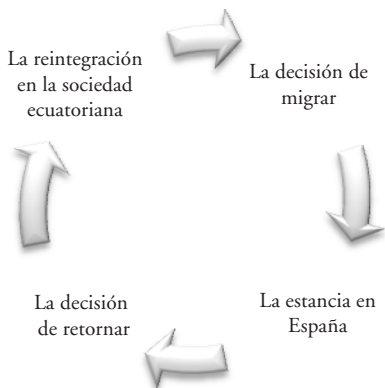 La reintegración
en la sociedad
ecuatoriana
La decisión de
migrar
La estancia en
España
La decisión
de retornar